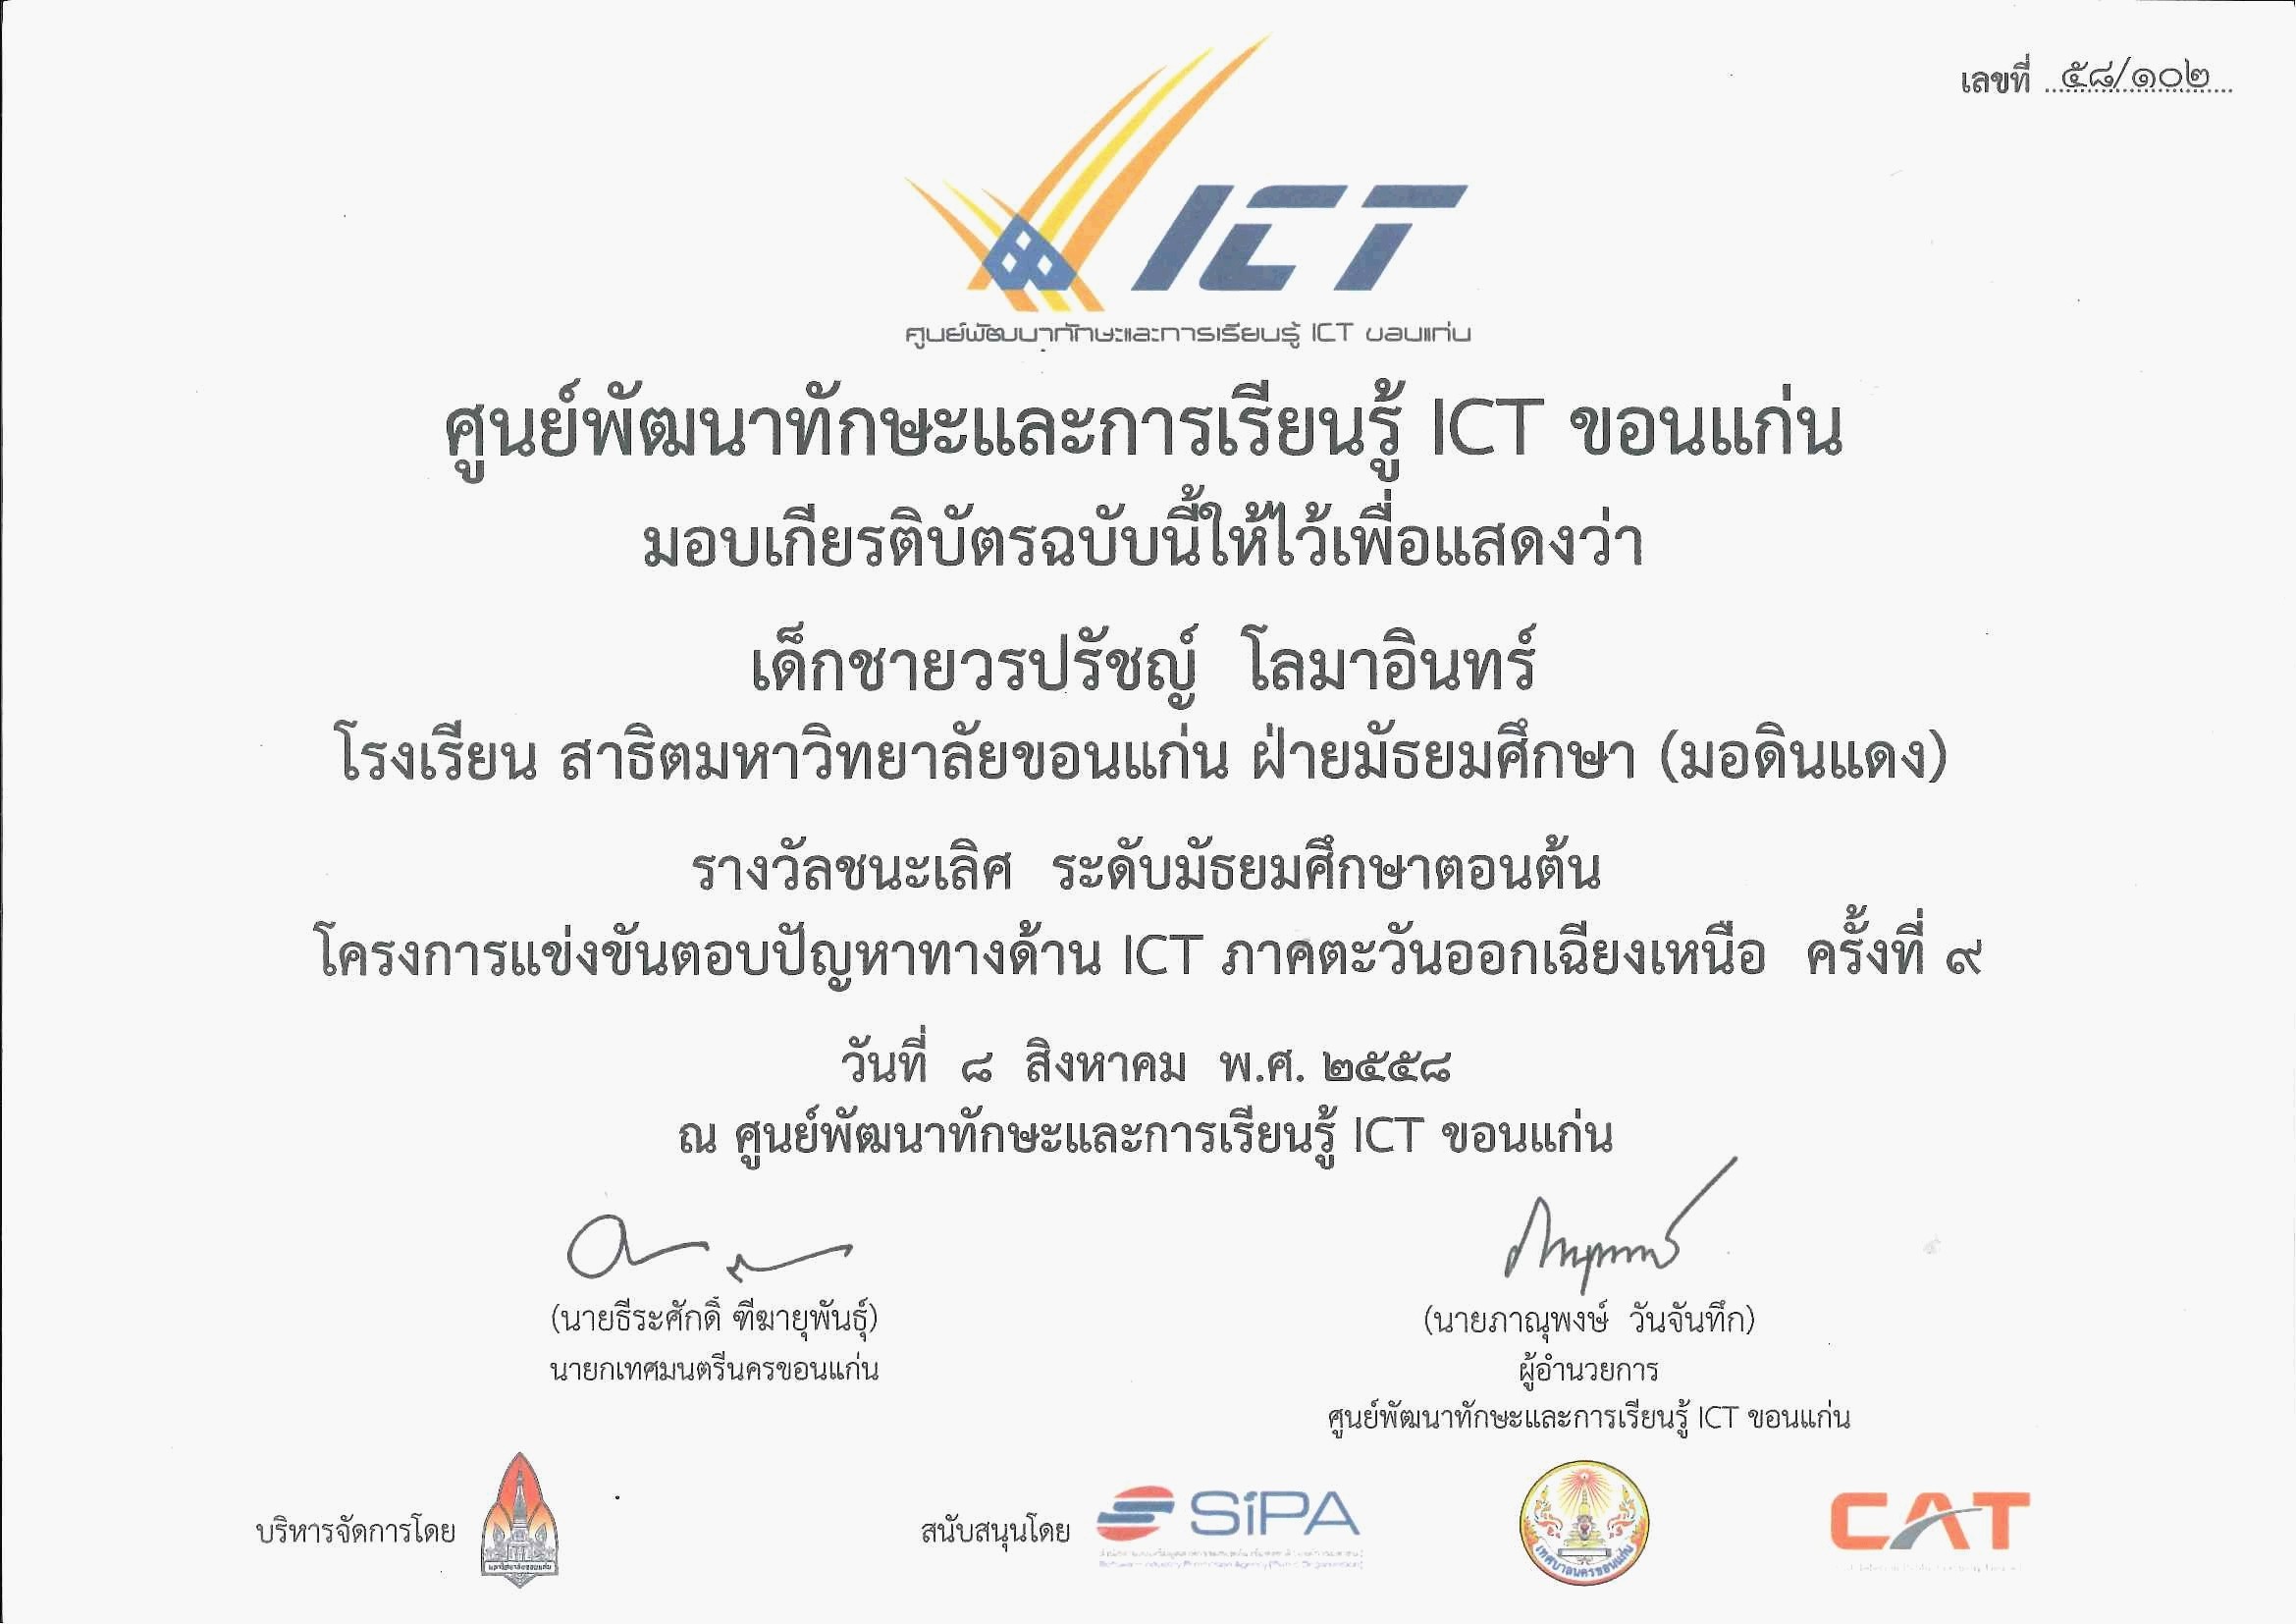 เลขที่ ๕๘/๑๐๒
ICT
ศูนย์พัฒนาทักษะและการเรียนรู้ ICT ขอนแก่น
ศูนย์พัฒนาทักษะและการเรียนรู้ ICT ขอนแก่น
มอบเกียรติบัตรฉบับนี้ให้ไว้เพื่อแสดงว่า
เด็กชายวรปรัชญ์ โลมาอินทร์
โรงเรียน สาธิตมหาวิทยาลัยขอนแก่น ฝ่ายมัธยมศึกษา (มอดินแดง)
รางวัลชนะเลิศ ระดับมัธยมศึกษาตอนต้น
โครงการแข่งขันตอบปัญหาทางด้าน ICT ภาคตะวันออกเฉียงเหนือ ครั้งที่ ๙
วันที่ ๘ สิงหาคม พ.ศ. ๒๕๕๘
ณ ศูนย์พัฒนาทักษะและการเรียนรู้ ICT ขอนแก่น
(นายธีระศักดิ์ ฑีฆายุพันธุ์)
นายกเทศมนตรีนครขอนแก่น
(นายภาณุพงษ์ วันจันทึก)
ผู้อำนวยการ
ศูนย์พัฒนาทักษะและการเรียนรู้ ICT ขอนแก่น
บริหารจัดการโดย
มหาวิทยาลัยขอนแก่น
สนับสนุนโดย
SiPA
เทศบาลนครขอนแก่น
CAT